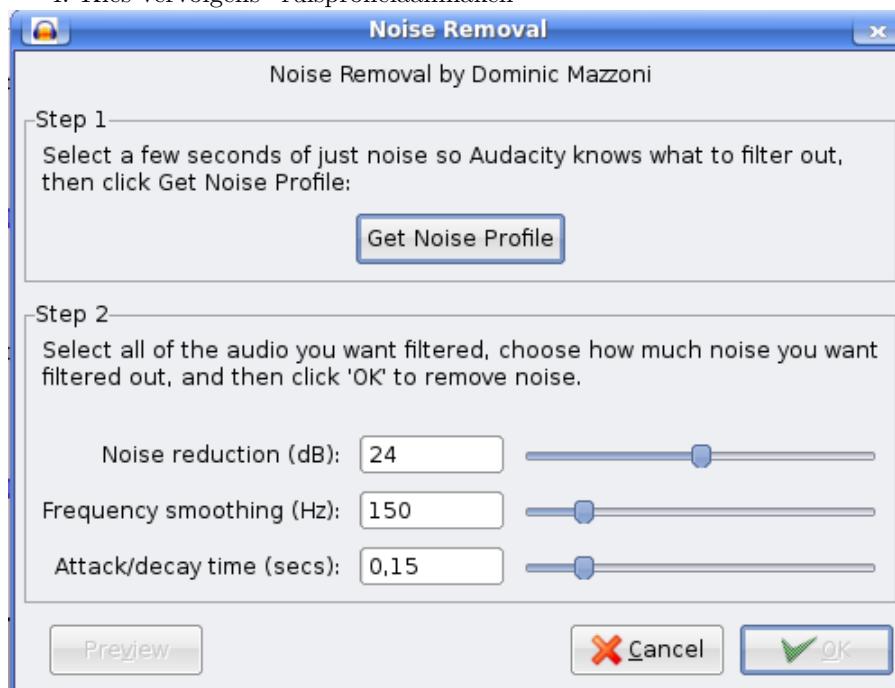 Noise Removal
Noise Removal by Dominic Mazzoni
Step 1
Select a few seconds of just noise so Audacity knows what to filter out,
then click Get Noise Profile:
Get Noise Profile
Step 2
Select all of the audio you want filtered, choose how much noise you want
filtered out, and then click 'OK' to remove noise.
Noise reduction (dB): 24
Frequency smoothing (Hz): 150
Attack/decay time (secs): 0,15
Preview Cancel OK